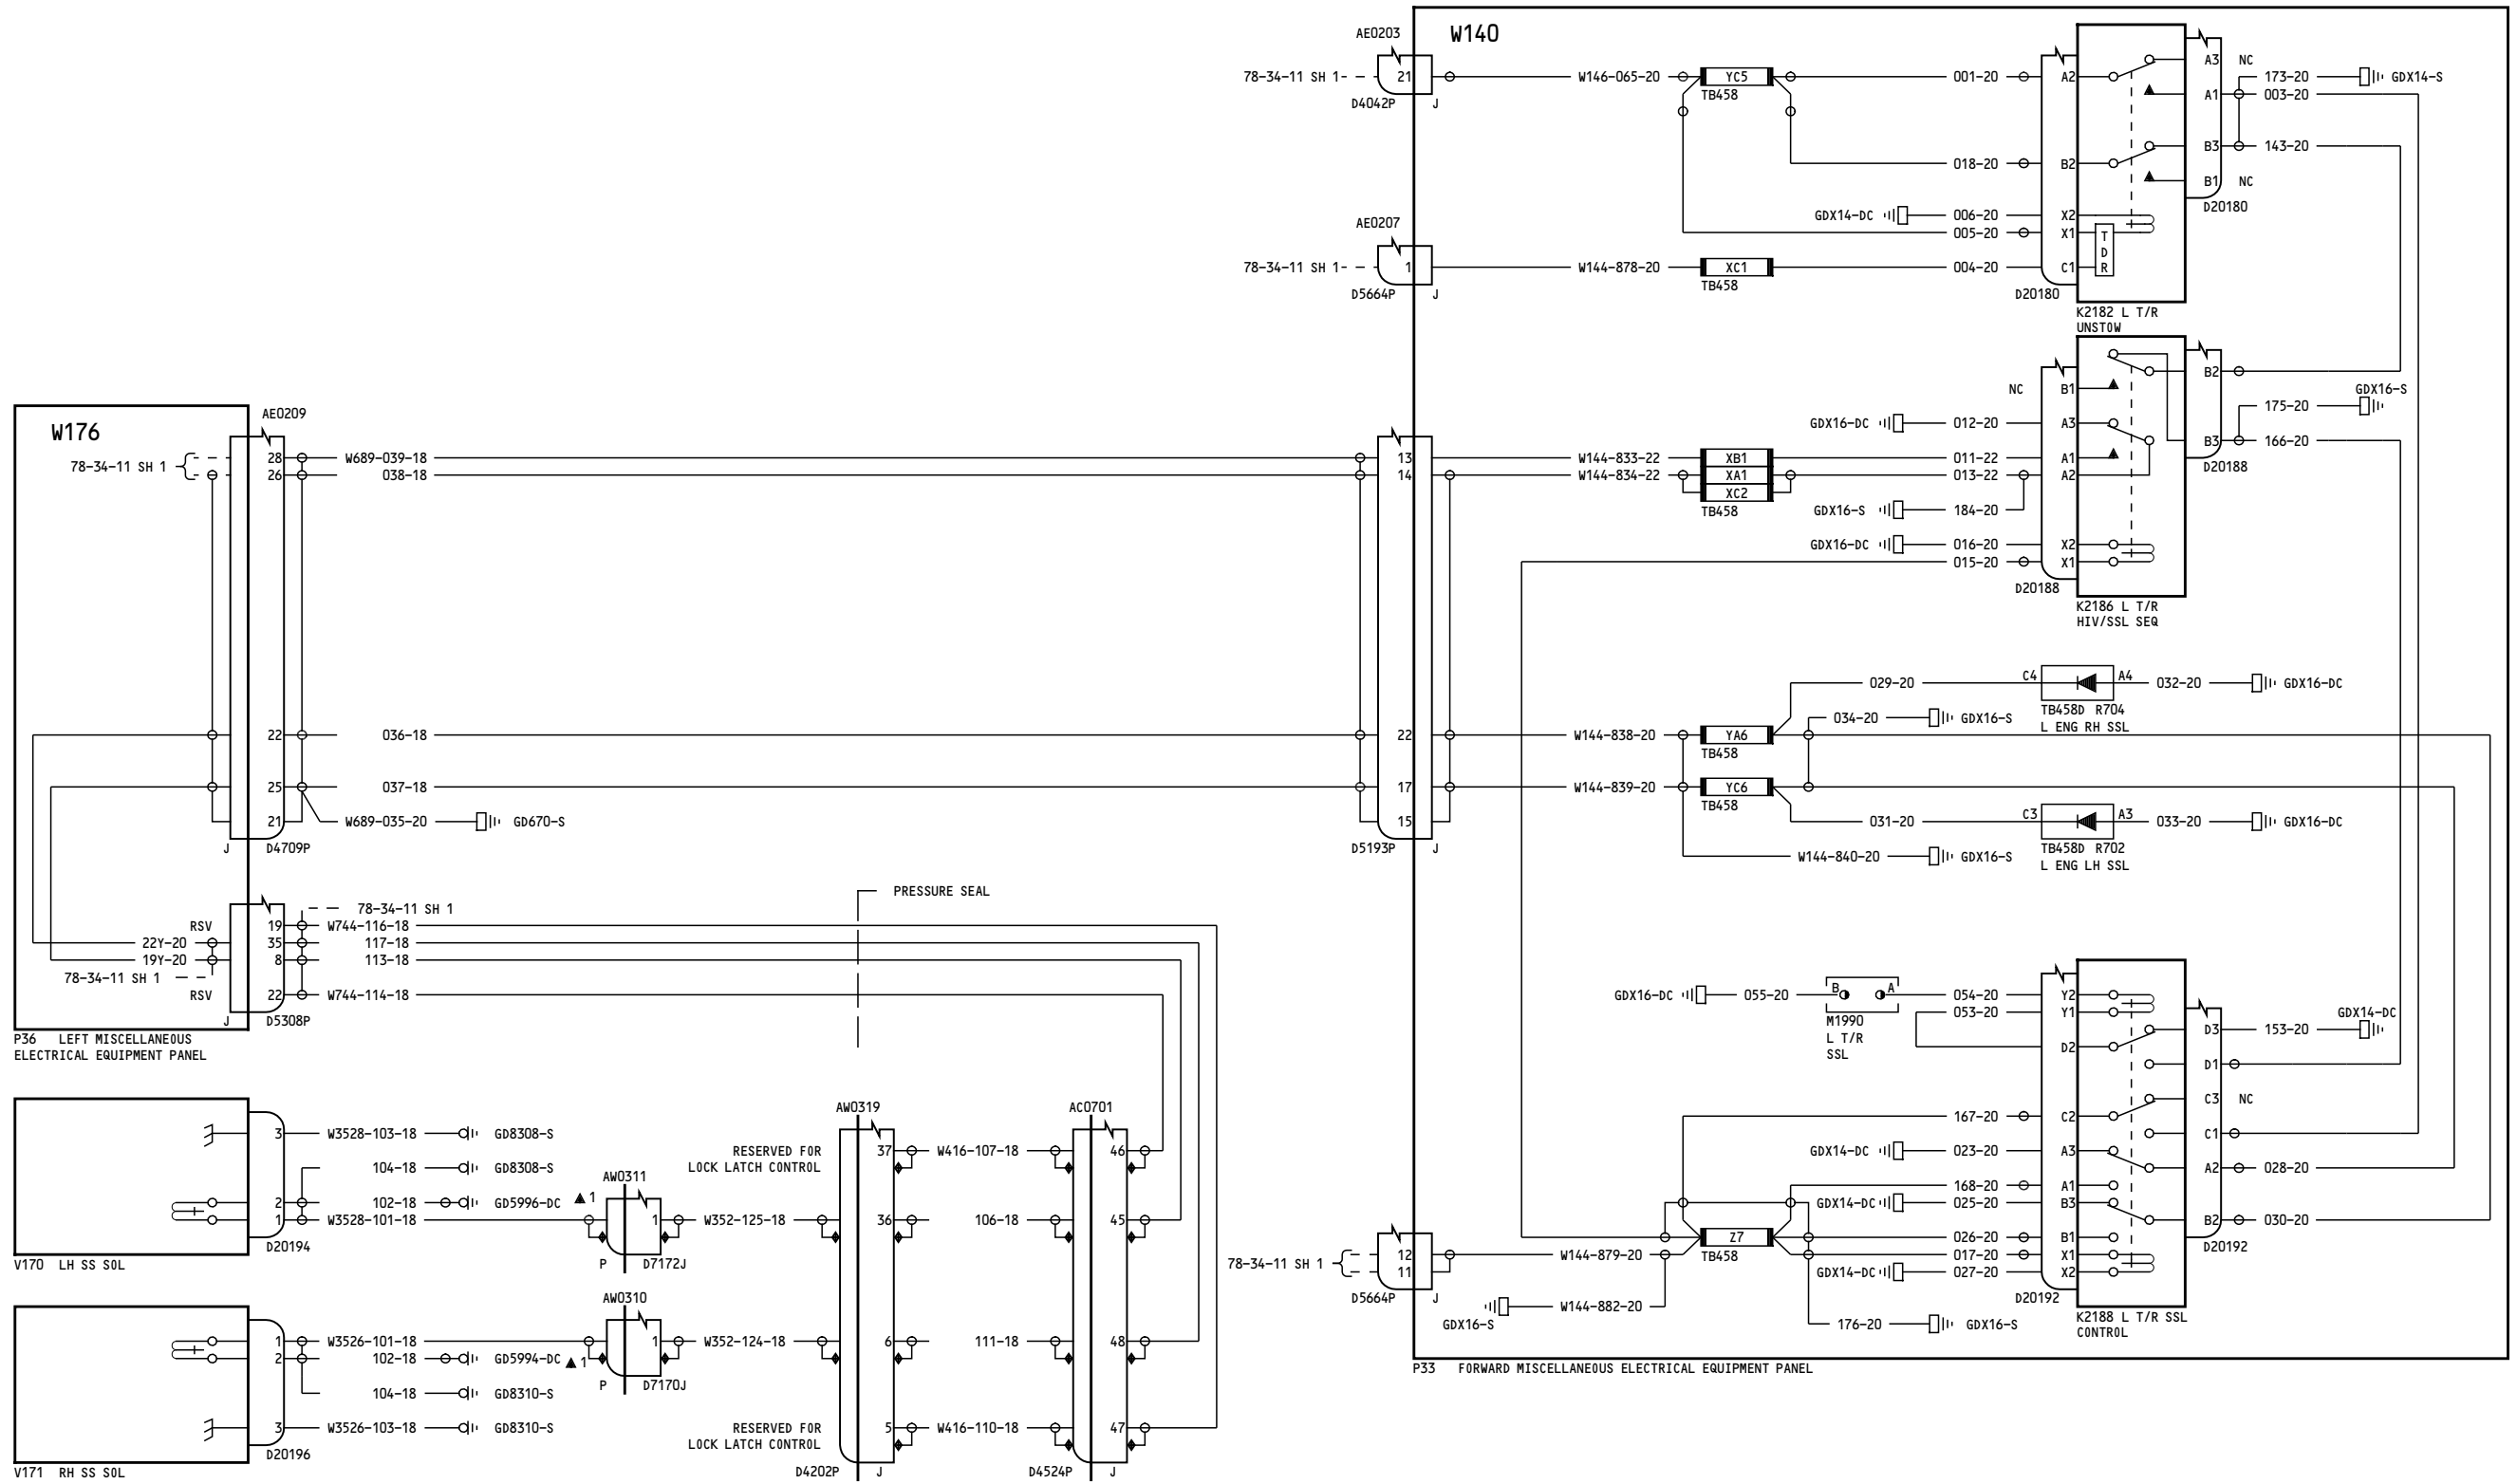 W140
AE0203
78-34-11 SH 1
21
D4042P
J
W146-065-20
YC5
TB458
001-20
A2
A3
NC
173-20
GDX14-S
A1
003-20
018-20
B2
B3
143-20
B1
NC
D20180
AE0207
GDX14-DC
006-20
X2
005-20
X1
T
D
R
78-34-11 SH 1
1
W144-878-20
XC1
TB458
004-20
C1
D5664P
J
D20180
K2182 L T/R
UNSTOW
NC
B1
B2
GDX16-S
175-20
GDX16-DC
012-20
A3
B3
166-20
D20188
W176
AE0209
78-34-11 SH 1
28
W689-039-18
13
W144-833-22
XB1
011-22
A1
26
038-18
14
W144-834-22
XA1
013-22
A2
XC2
TB458
GDX16-S
184-20
GDX16-DC
016-20
X2
015-20
X1
D20188
K2186 L T/R
HIV/SSL SEQ
029-20
C4
A4
032-20
GDX16-DC
TB458D R704
L ENG RH SSL
034-20
GDX16-S
22
036-18
22
W144-838-20
YA6
TB458
25
037-18
17
W144-839-20
YC6
TB458
21
W689-035-20
GD670-S
15
031-20
C3
A3
033-20
GDX16-DC
TB458D R702
L ENG LH SSL
J
D4709P
D5193P
J
W144-840-20
GDX16-S
PRESSURE SEAL
78-34-11 SH 1
RSV
19
W744-116-18
22Y-20
35
117-18
19Y-20
8
113-18
78-34-11 SH 1
RSV
22
W744-114-18
J
D5308P
P36 LEFT MISCELLANEOUS
ELECTRICAL EQUIPMENT PANEL
GDX16-DC
055-20
B
A
M1990
L T/R
SSL
054-20
Y2
053-20
Y1
D2
D3
153-20
GDX14-DC
D1
C3
NC
167-20
C2
C1
GDX14-DC
023-20
A3
A2
028-20
168-20
A1
GDX14-DC
025-20
B3
B2
030-20
026-20
B1
017-20
X1
GDX14-DC
027-20
X2
D20192
D20192
K2188 L T/R SSL
CONTROL
78-34-11 SH 1
12
11
W144-879-20
Z7
TB458
D5664P
J
GDX16-S
W144-882-20
176-20
GDX16-S
P33 FORWARD MISCELLANEOUS ELECTRICAL EQUIPMENT PANEL
3
W3528-103-18
GD8308-S
104-18
GD8308-S
2
102-18
GD5996-DC
1
1
W3528-101-18
D20194
V170 LH SS SOL
AW0311
1
W352-125-18
P
D7172J
AW0319
AC0701
RESERVED FOR
LOCK LATCH CONTROL
37
W416-107-18
46
36
106-18
45
AW0310
1
W3526-101-18
1
W352-124-18
6
111-18
48
2
102-18
GD5994-DC
1
P
D7170J
104-18
GD8310-S
3
W3526-103-18
GD8310-S
D20196
V171 RH SS SOL
RESERVED FOR
LOCK LATCH CONTROL
5
W416-110-18
47
D4202P
J
D4524P
J